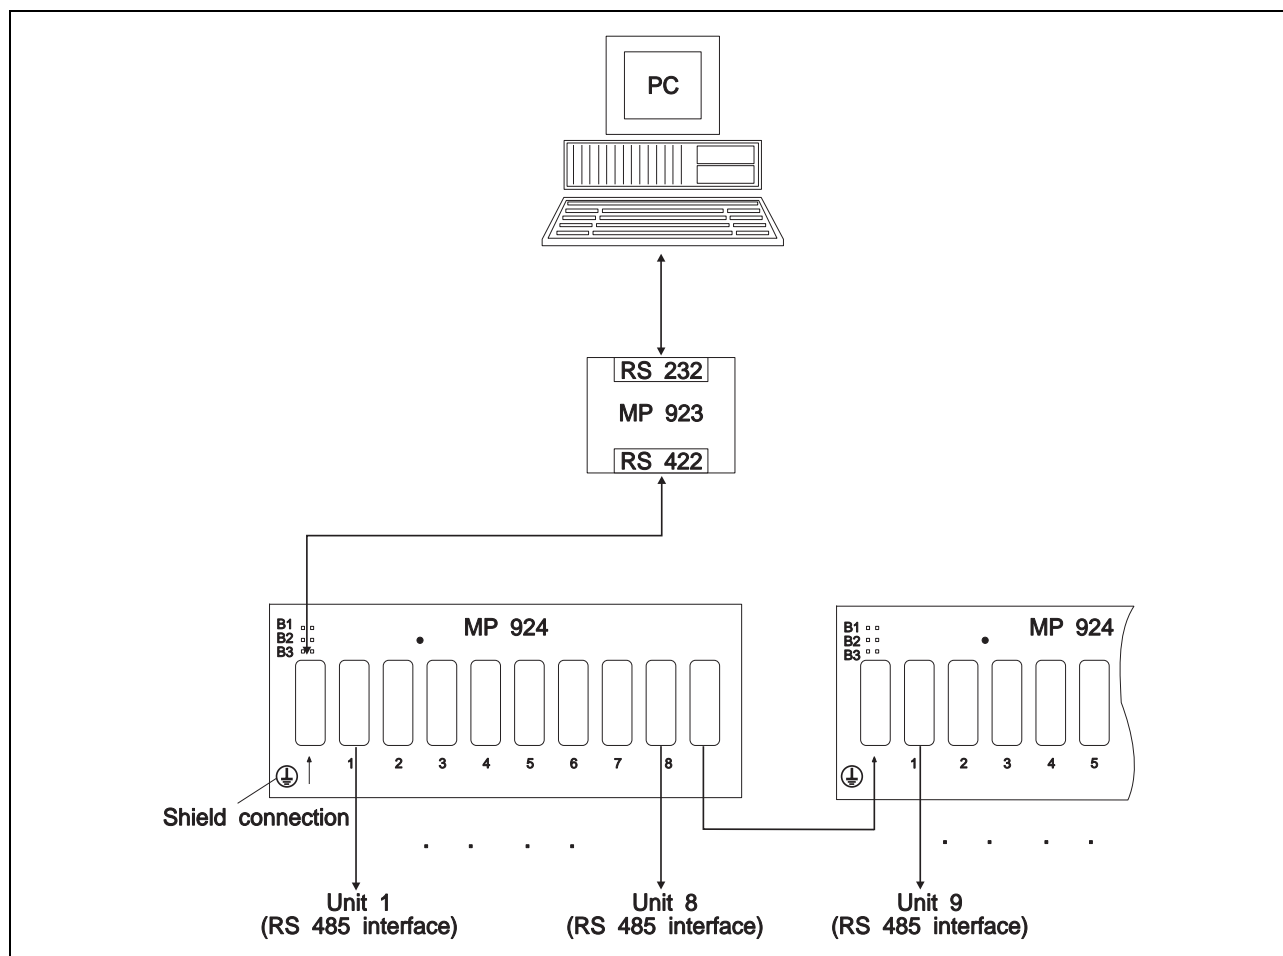 PC
RS 232
MP 923
RS 422
MP 924
B1
B2
B3
1 2 3 4 5 6 7 8
Shield connection
MP 924
B1
B2
B3
1 2 3 4 5
Unit 1
(RS 485 interface)
Unit 8
(RS 485 interface)
Unit 9
(RS 485 interface)